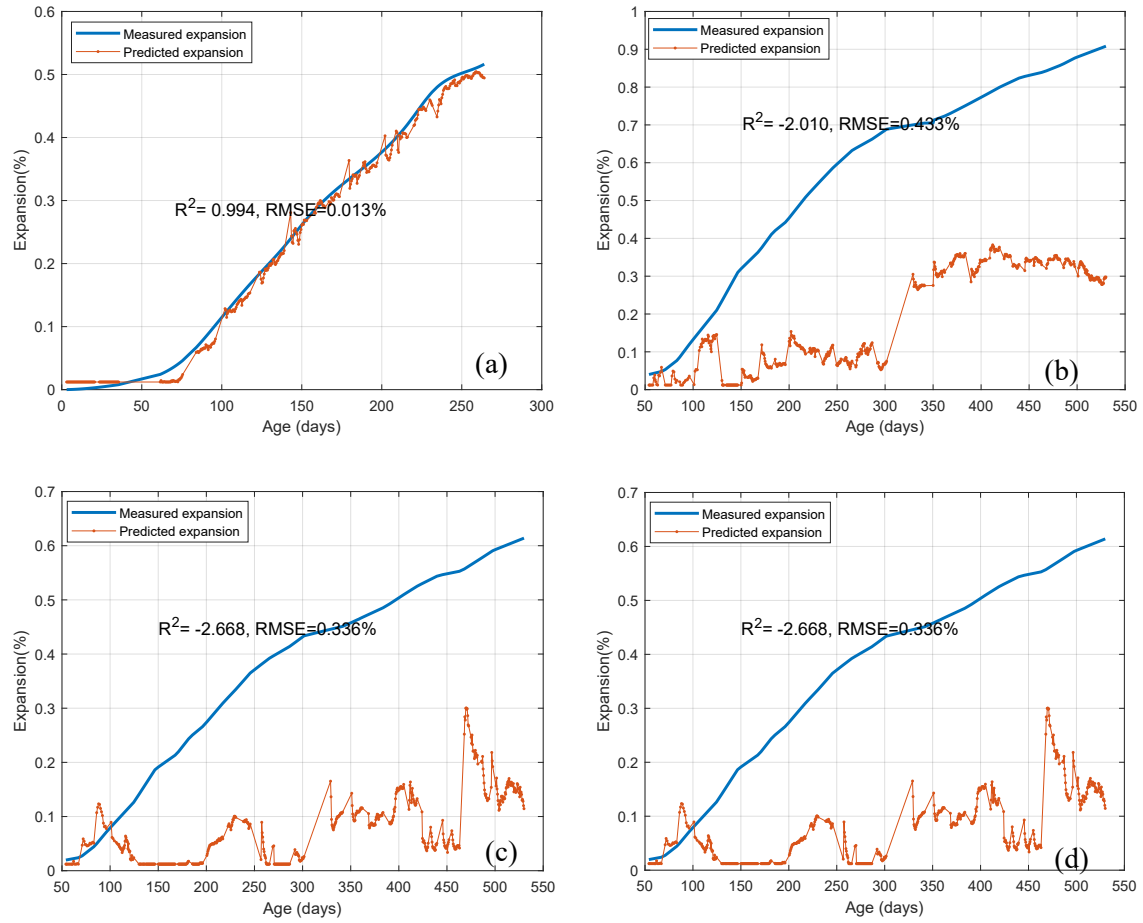 0.6
0.5
0.4
0.3
0.2
0.1
0
Expansion(%)
Measured expansion
Predicted expansion
R2= 0.994, RMSE=0.013%
(a)
0 50 100 150 200 250 300
Age (days)
1
0.9
0.8
0.7
0.6
0.5
0.4
0.3
0.2
0.1
0
Expansion(%)
Measured expansion
Predicted expansion
R2= -2.010, RMSE=0.433%
(b)
50 100 150 200 250 300 350 400 450 500 550
Age (days)
0.7
0.6
0.5
0.4
0.3
0.2
0.1
0
Expansion(%)
Measured expansion
Predicted expansion
R2= -2.668, RMSE=0.336%
(c)
50 100 150 200 250 300 350 400 450 500 550
Age (days)
0.7
0.6
0.5
0.4
0.3
0.2
0.1
0
Expansion(%)
Measured expansion
Predicted expansion
R2= -2.668, RMSE=0.336%
(d)
50 100 150 200 250 300 350 400 450 500 550
Age (days)